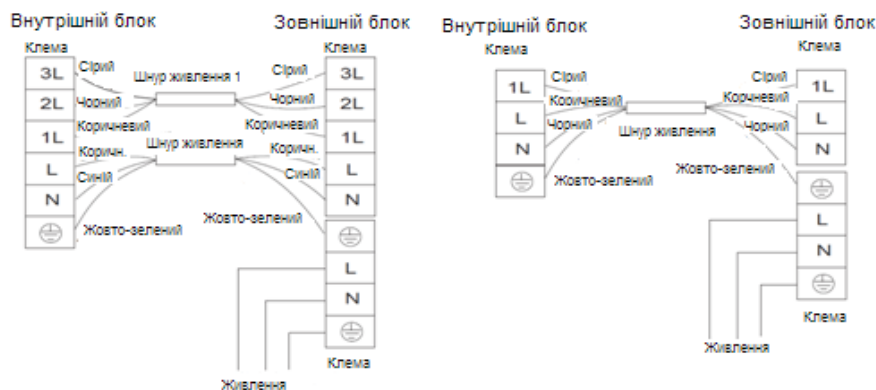 Внутрішній блок
Зовнішній блок
Клема
Клема
3L
Сірий
Шнур живлення 1
Сірий
3L
2L
Чорний
Чорний
2L
1L
Коричневий
Коричневий
1L
Шнур живлення
L
Коричн.
Коричн.
L
N
Синій
Синій
N
Жовто-зелений
Жовто-зелений
L
N
Клема
Живлення
Внутрішній блок
Зовнішній блок
Клема
Клема
1L
Сірий
Сірий
1L
L
Коричневий
Коричневий
L
N
Чорний
Шнур живлення
Чорний
N
Жовто-зелений
Жовто-зелений
L
N
Клема
Живлення